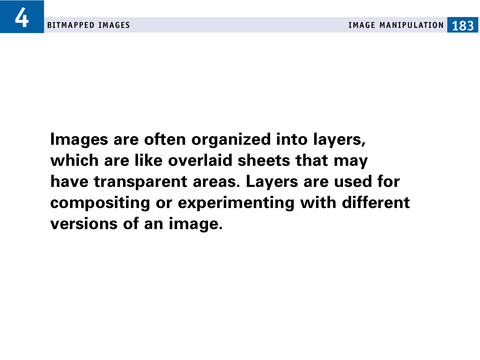 4
BITMAPPED IMAGES
IMAGE MANIPULATION 183
Images are often organized into layers,
which are like overlaid sheets that may
have transparent areas. Layers are used for
compositing or experimenting with different
versions of an image.